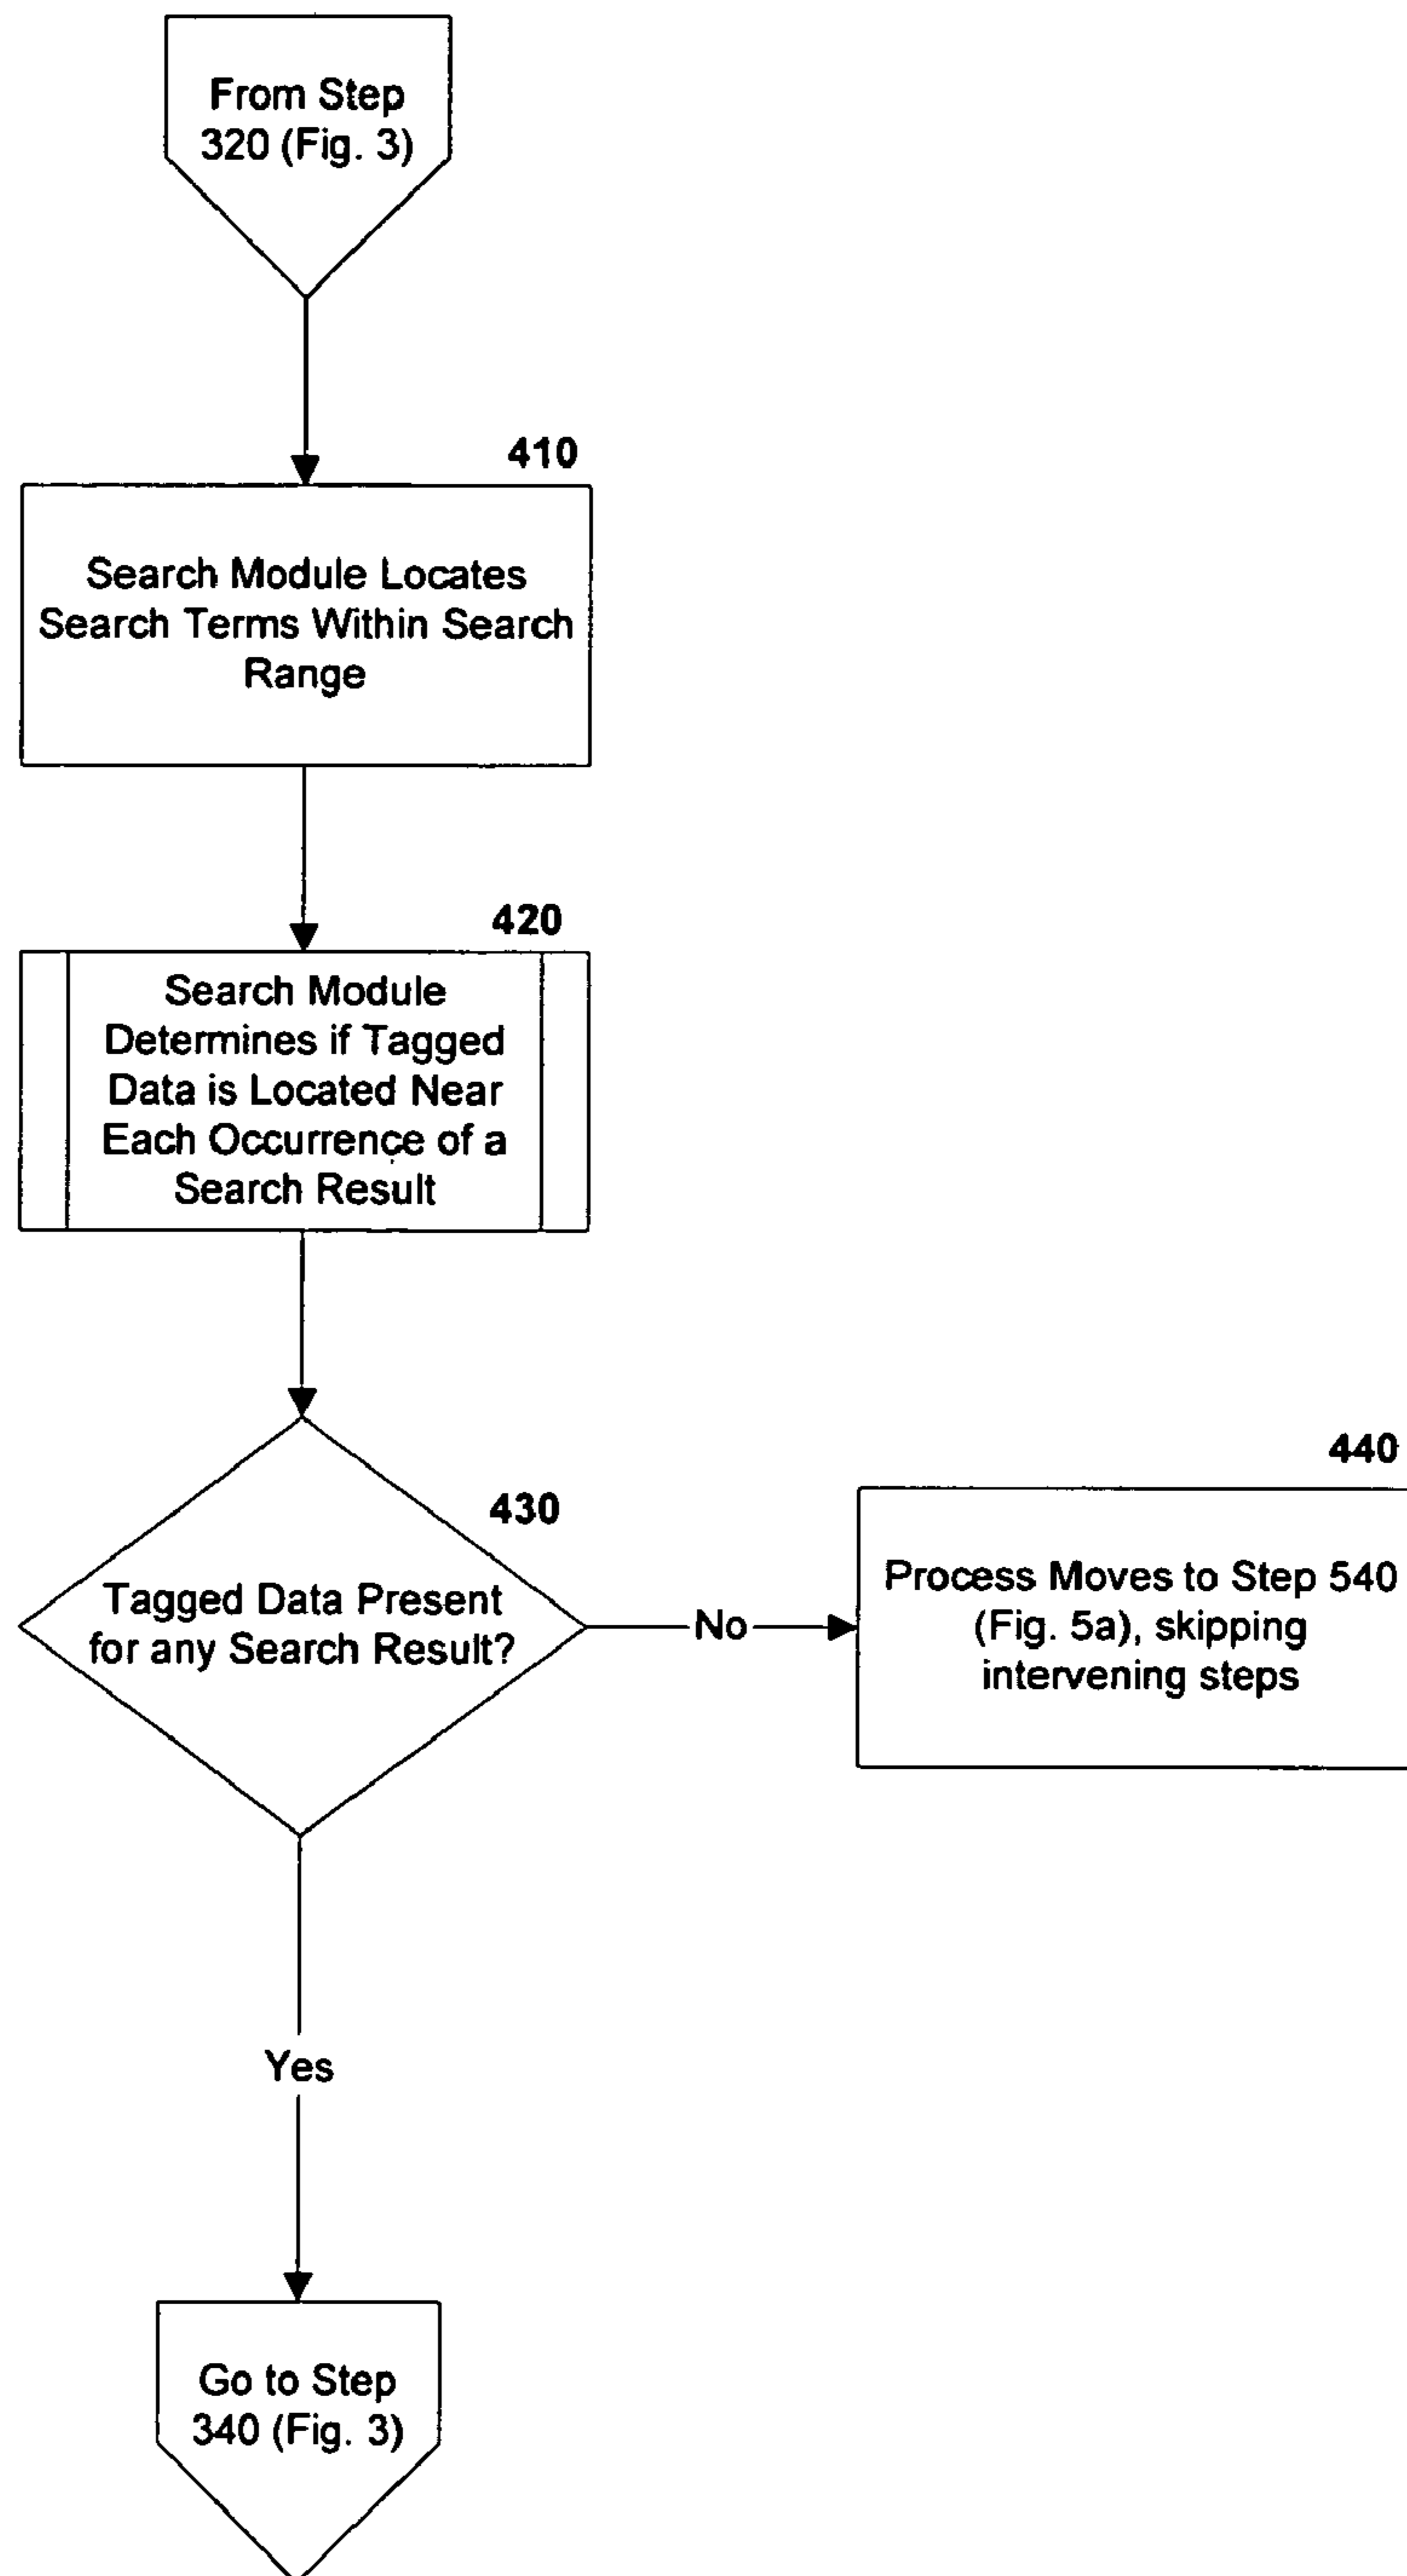 From Step
320 (Fig. 3)
410
Search Module Locates
Search Terms Within Search
Range
420
Search Module
Determines if Tagged
Data is Located Near
Each Occurrence of a
Search Result
430
Tagged Data Present
for any Search Result?
No
440
Process Moves to Step 540
(Fig. 5a), skipping
intervening steps
Yes
Go to Step
340 (Fig. 3)